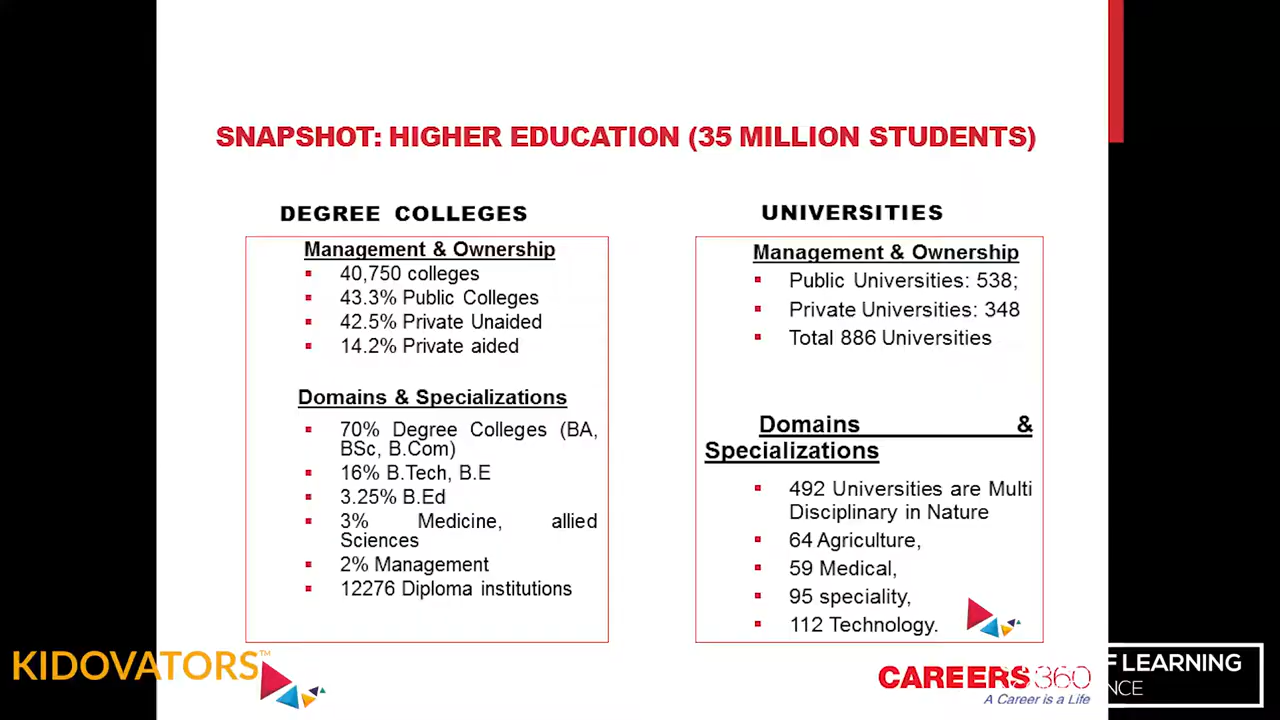 SNAPSHOT: HIGHER EDUCATION (35 MILLION STUDENTS)
DEGREE COLLEGES
Management & Ownership
40,750 colleges
43.3% Public Colleges
42.5% Private Unaided
14.2% Private aided
Domains & Specializations
70% Degree Colleges (BA,
BSc, B.Com)
16% B.Tech, B.E
3.25% B.Ed
3% Medicine, allied
Sciences
2% Management
12276 Diploma institutions
UNIVERSITIES
Management & Ownership
Public Universities: 538;
Private Universities: 348
Total 886 Universities
Domains &
Specializations
492 Universities are Multi
Disciplinary in Nature
64 Agriculture,
59 Medical,
95 speciality,
112 Technology.
KIDOVATORS™
CAREERS360
A Career is a Life
F LEARNING
NCE